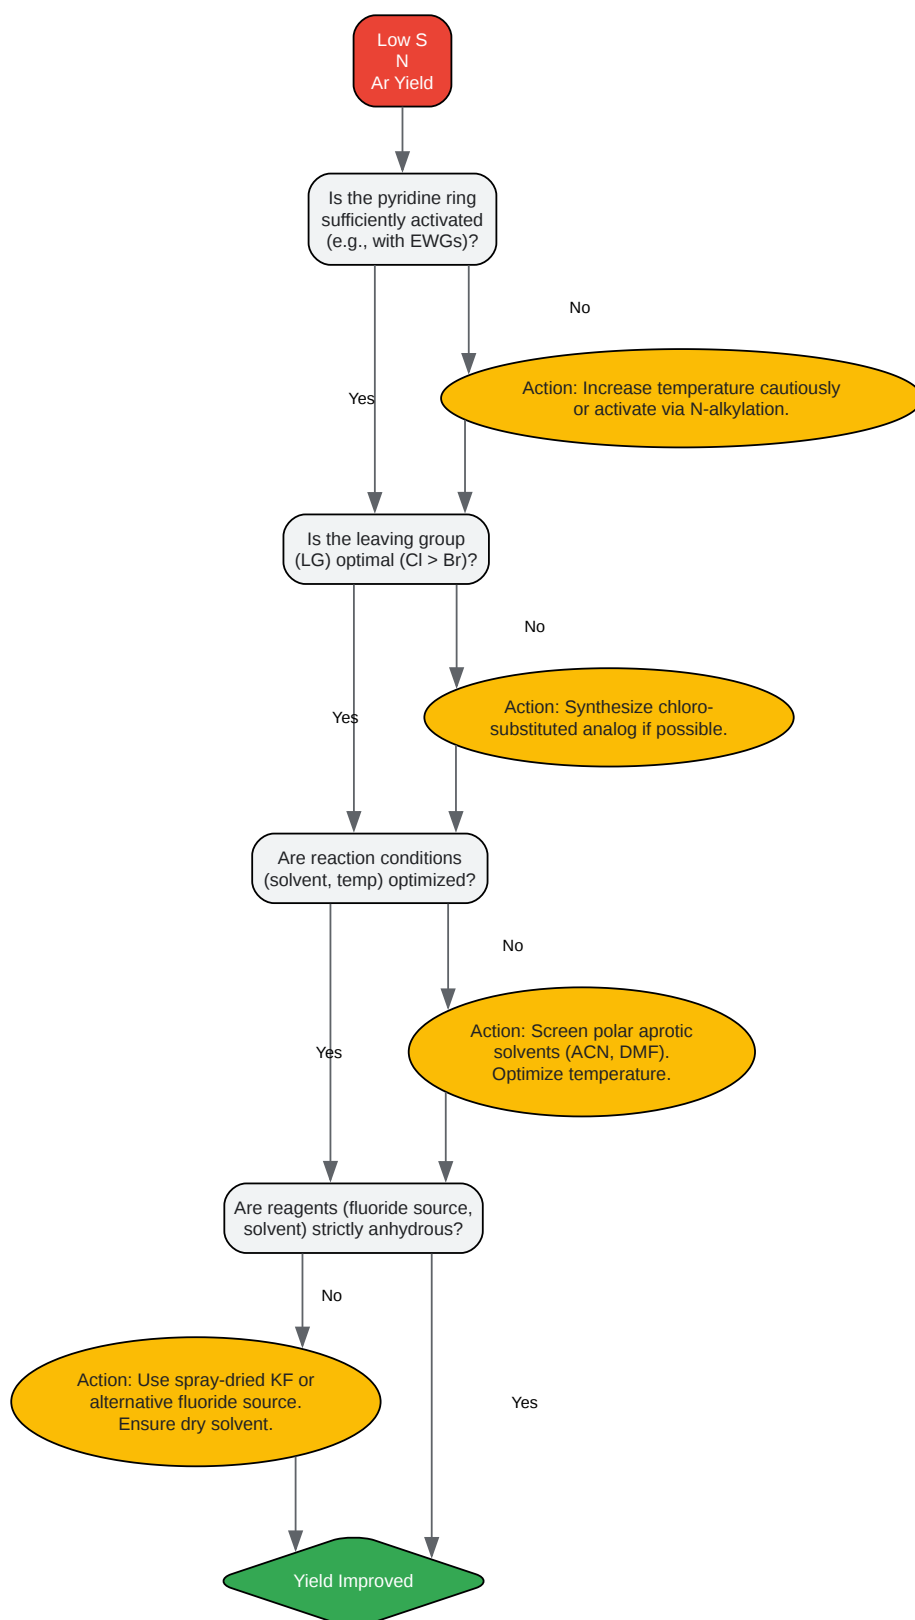 Low S
N
Ar Yield
Is the pyridine ring
sufficiently activated
(e.g., with EWGs)?
No
Yes
Action: Increase temperature cautiously
or activate via N-alkylation.
Is the leaving group
(LG) optimal (Cl > Br)?
No
Yes
Action: Synthesize chloro-
substituted analog if possible.
Are reaction conditions
(solvent, temp) optimized?
No
Yes
Action: Screen polar aprotic
solvents (ACN, DMF).
Optimize temperature.
Are reagents (fluoride source,
solvent) strictly anhydrous?
No
Action: Use spray-dried KF or
alternative fluoride source.
Ensure dry solvent.
Yes
Yield Improved